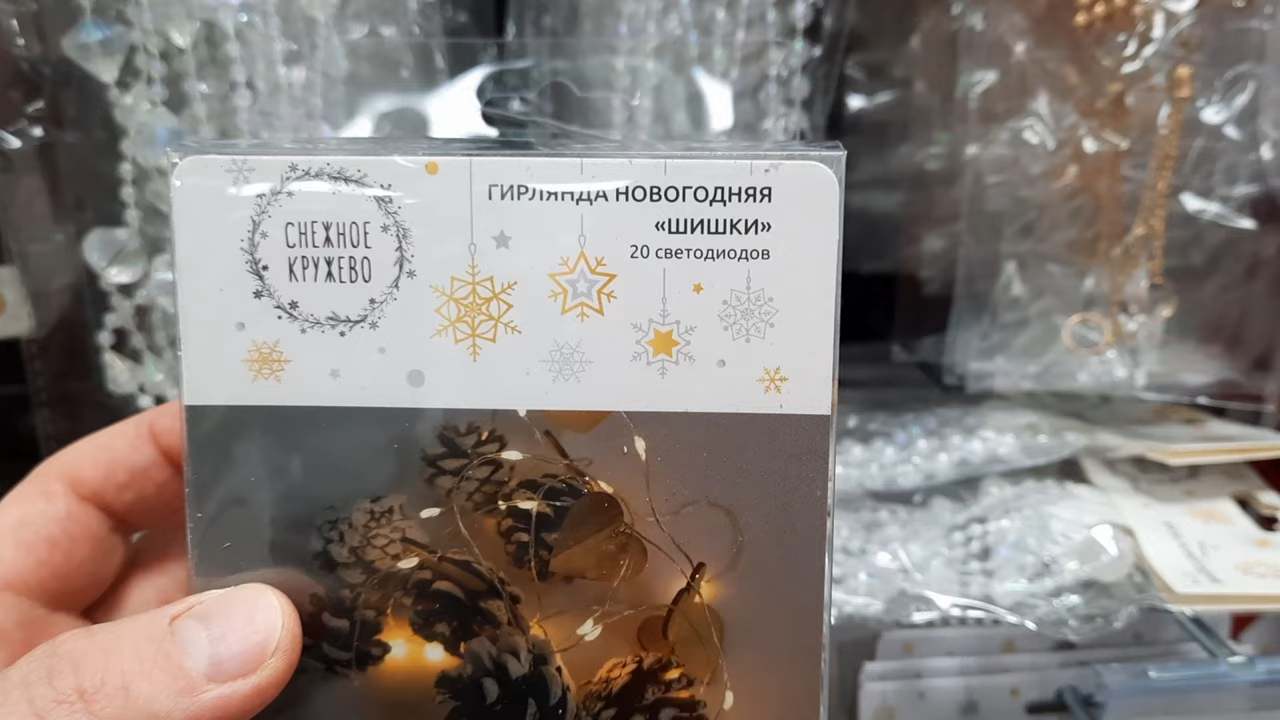 СНЕЖНОЕ
КРУЖЕВО
ГИРЛЯНДА НОВОГОДНЯЯ
«ШИШКИ»
20 светодиодов